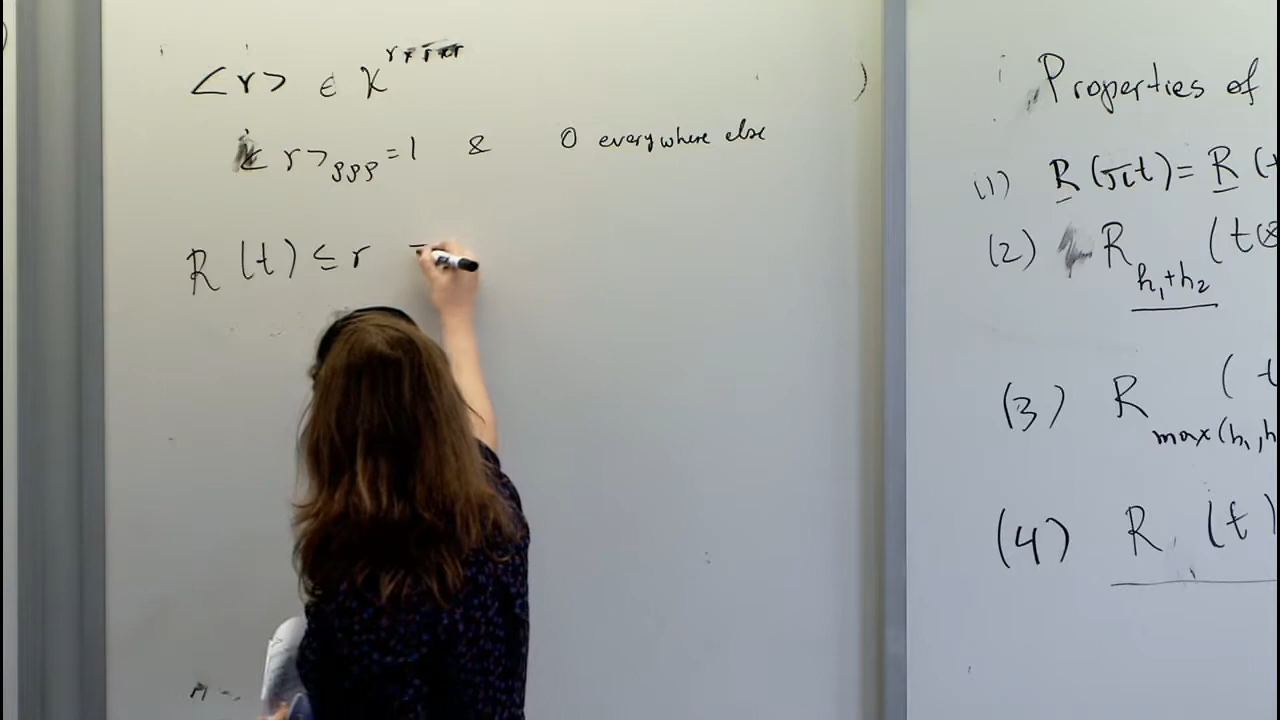 <r> ∈ K^{r×r×r}
<r>_{ρρρ} = 1 & 0 everywhere else
R(t) ≤ r
)
Properties of
(1) R(πt) = R(
(2) R_{h₁+h₂} (t⊗
(3) R_{max(h₁,h} (t
(4) R (t)